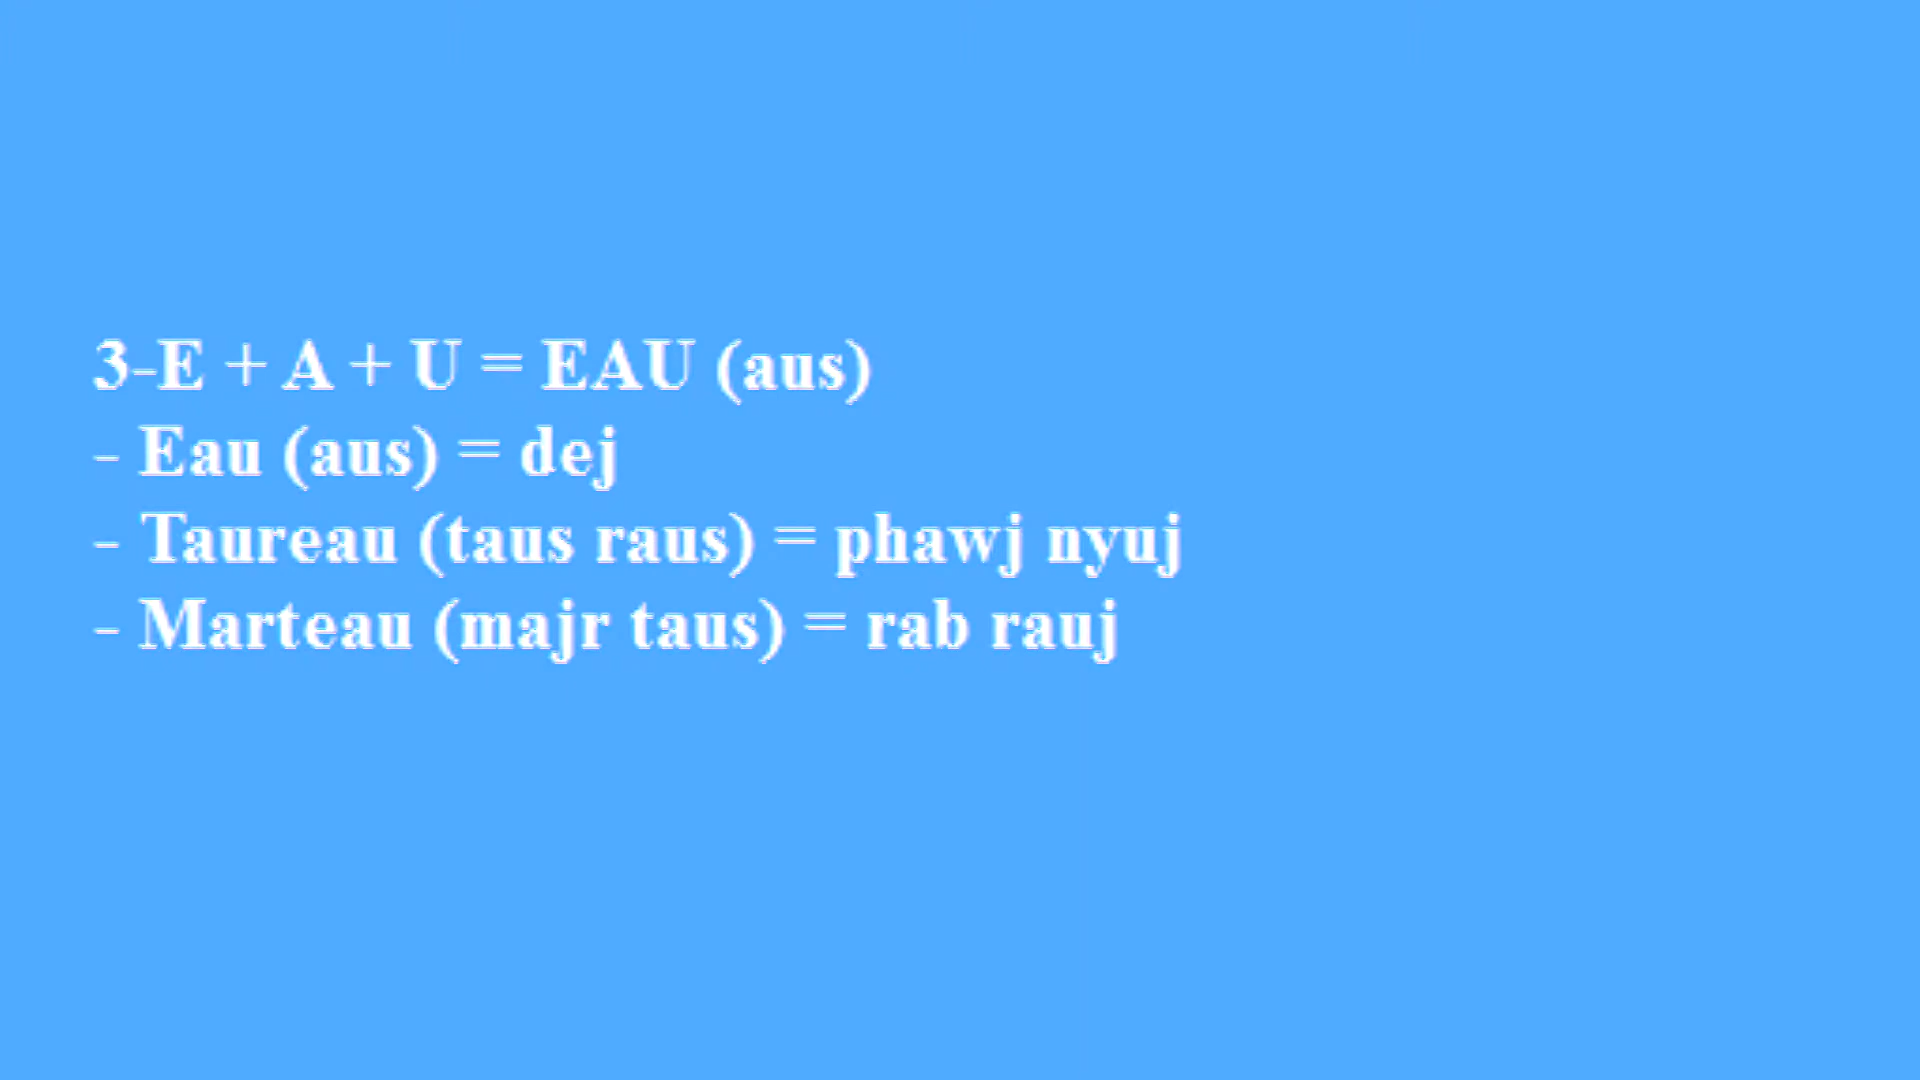 3-E + A + U = EAU (aus)
- Eau (aus) = dej
- Taureau (taus raus) = phawj nyuj
- Marteau (majr taus) = rab rauj